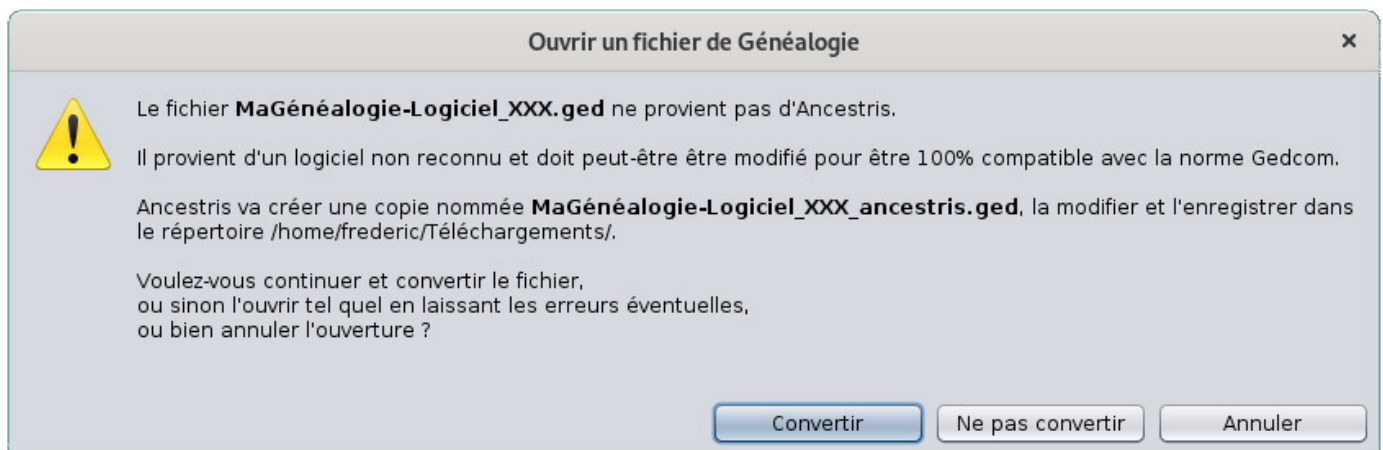 Ouvrir un fichier de Généalogie ×
Le fichier MaGénéalogie-Logiciel_XXX.ged ne provient pas d'Ancestris.
Il provient d'un logiciel non reconnu et doit peut-être être modifié pour être 100% compatible avec la norme Gedcom.
Ancestris va créer une copie nommée MaGénéalogie-Logiciel_XXX_ancestris.ged, la modifier et l'enregistrer dans
le répertoire /home/frederic/Téléchargements/.
Voulez-vous continuer et convertir le fichier,
ou sinon l'ouvrir tel quel en laissant les erreurs éventuelles,
ou bien annuler l'ouverture ?
Convertir Ne pas convertir Annuler